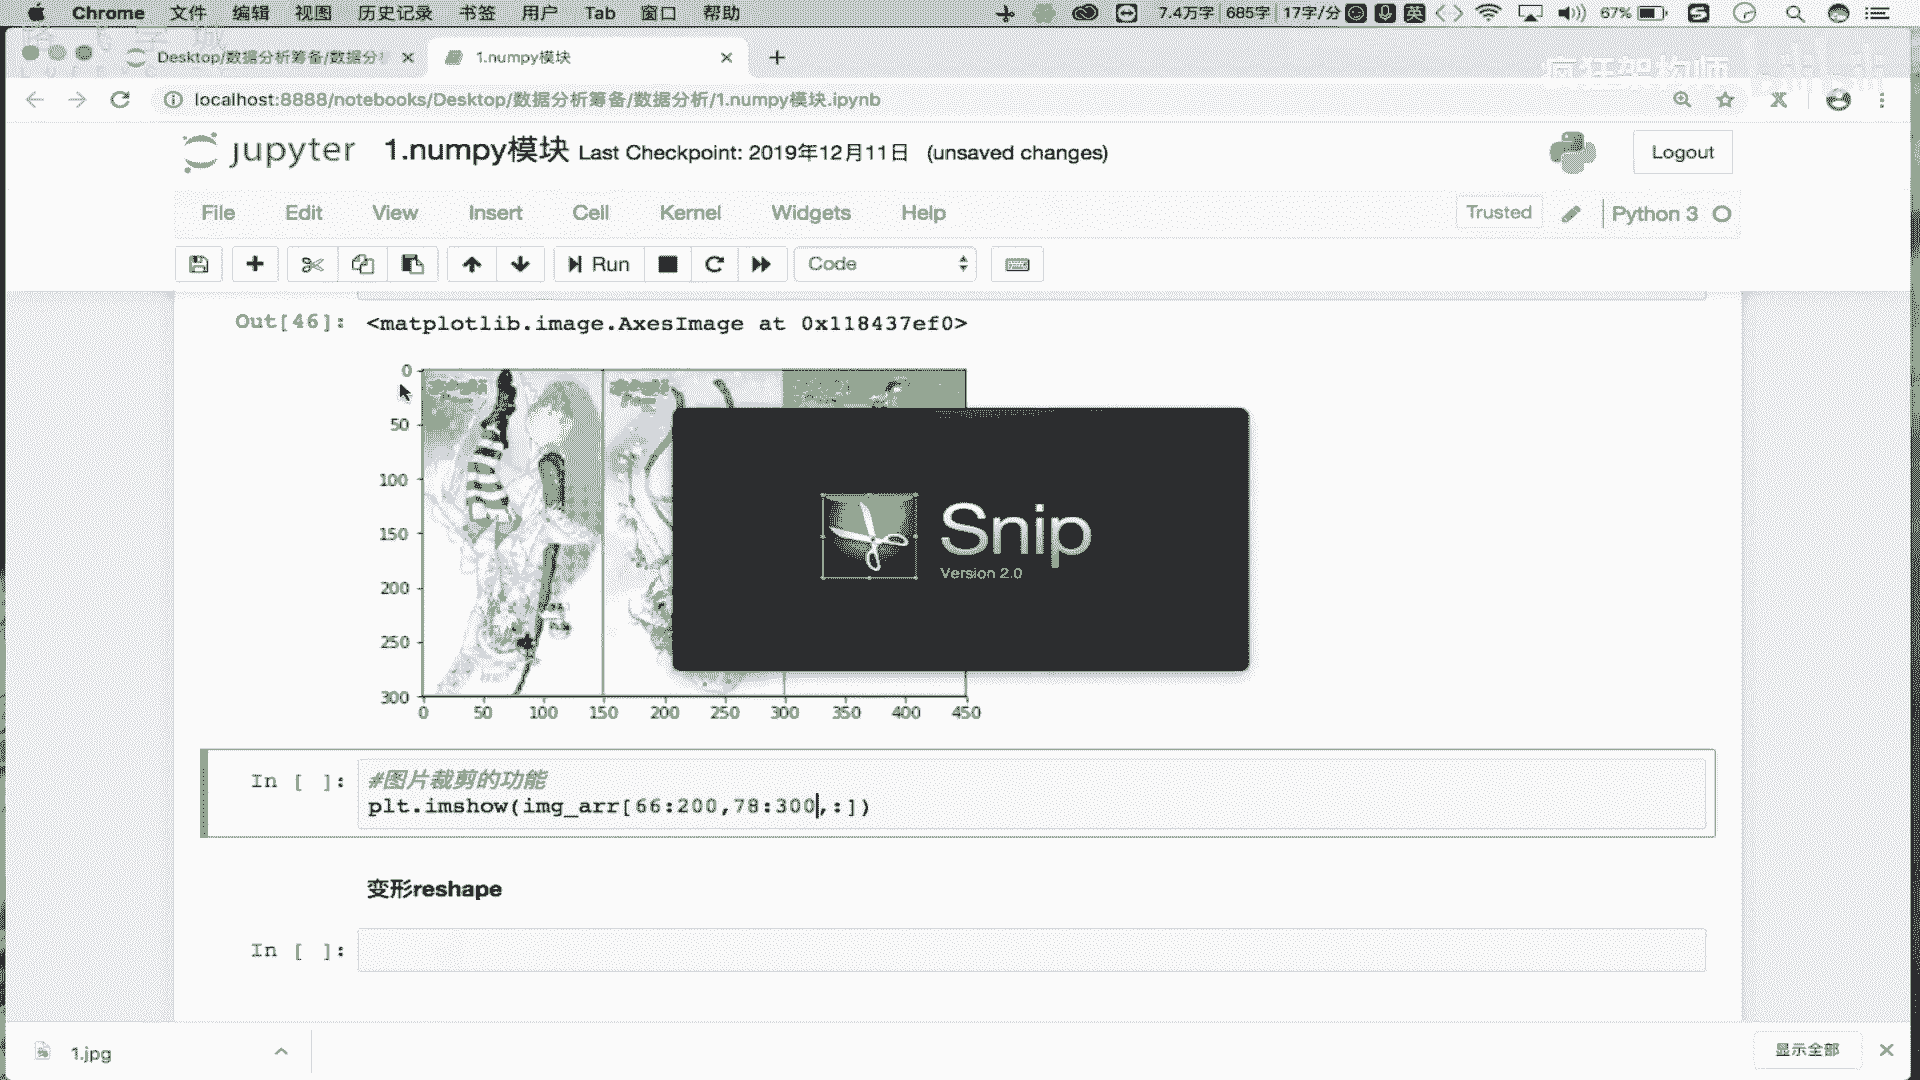 Chrome 文件 编辑 视图 历史记录 书签 用户 Tab 窗口 帮助 7.4万字 685字 17字/分 英 67%
Desktop/数据分析筹备/数据分析 1.numpy模块
疯狂架构师
localhost:8888/notebooks/Desktop/数据分析筹备/数据分析/1.numpy模块.ipynb
jupyter 1.numpy模块 Last Checkpoint: 2019年12月11日 (unsaved changes) Logout
File Edit View Insert Cell Kernel Widgets Help Trusted Python 3
Run Code
Out[46]: <matplotlib.image.AxesImage at 0x118437ef0>
0
50
100
150
200
250
300
0 50 100 150 200 250 300 350 400 450
Snip
Version 2.0
In [ ]: #图片裁剪的功能
plt.imshow(img_arr[66:200,78:300,:])
变形reshape
In [ ]:
1.jpg 显示全部